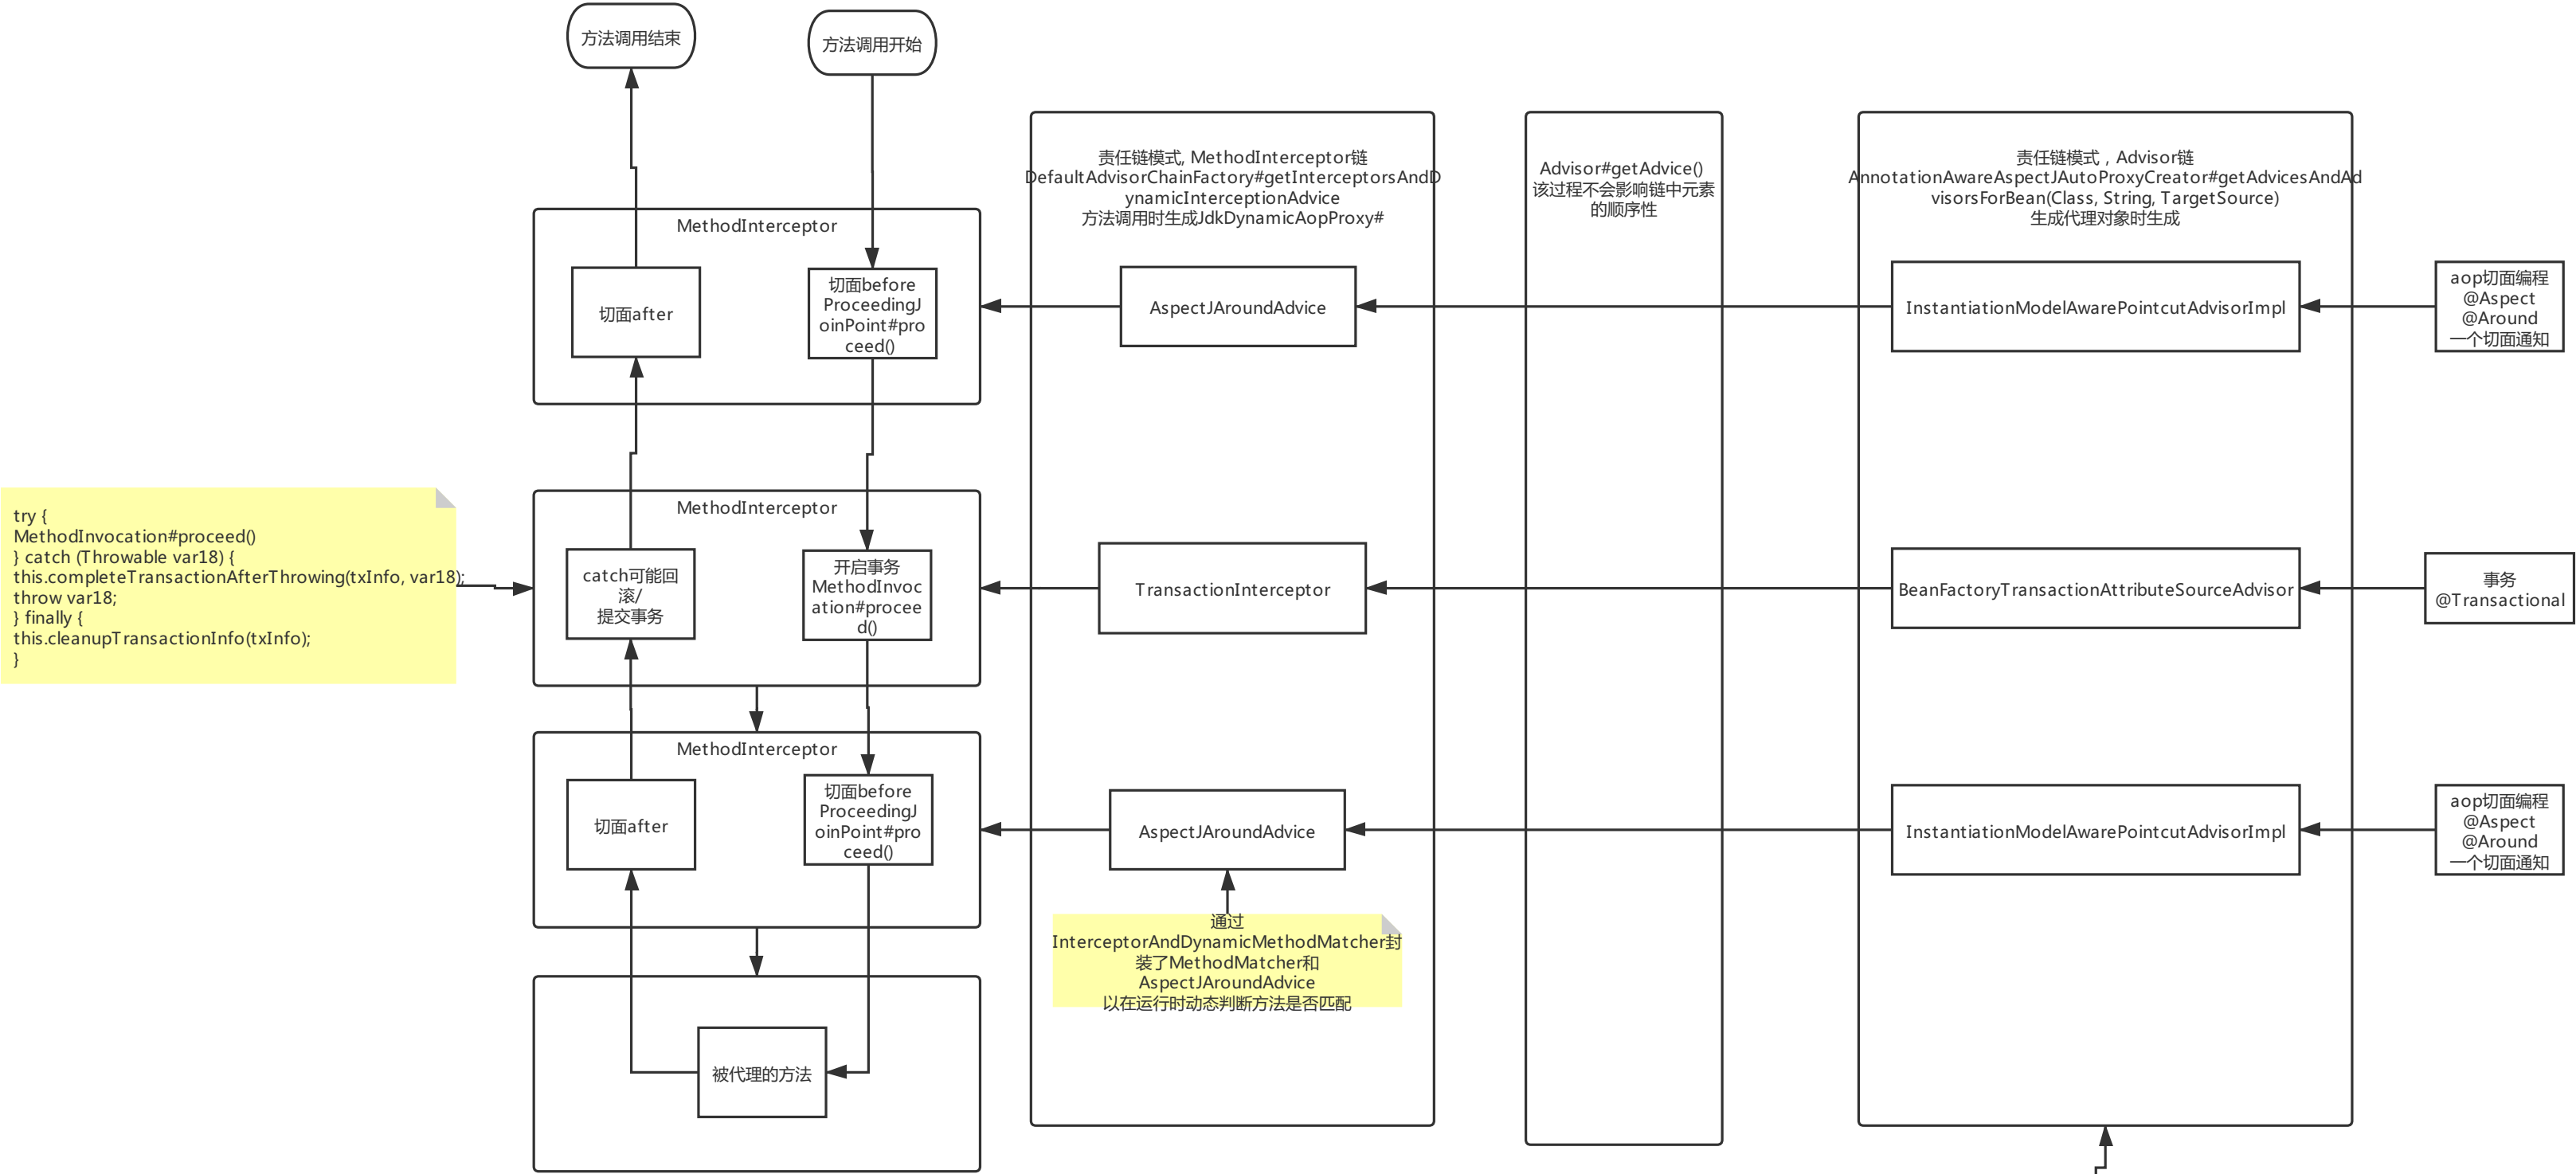 方法调用结束
方法调用开始
责任链模式, MethodInterceptor链
DefaultAdvisorChainFactory#getInterceptorsAndD
ynamicInterceptionAdvice
方法调用时生成JdkDynamicAopProxy#
Advisor#getAdvice()
该过程不会影响链中元素
的顺序性
责任链模式，Advisor链
AnnotationAwareAspectJAutoProxyCreator#getAdvicesAndAd
visorsForBean(Class, String, TargetSource)
生成代理对象时生成
MethodInterceptor
切面after
切面before
ProceedingJ
oinPoint#pro
ceed()
AspectJAroundAdvice
InstantiationModelAwarePointcutAdvisorImpl
aop切面编程
@Aspect
@Around
一个切面通知
try {
MethodInvocation#proceed()
} catch (Throwable var18) {
this.completeTransactionAfterThrowing(txInfo, var18);
throw var18;
} finally {
this.cleanupTransactionInfo(txInfo);
}
MethodInterceptor
catch可能回
滚/
提交事务
开启事务
MethodInvoc
ation#procee
d()
TransactionInterceptor
BeanFactoryTransactionAttributeSourceAdvisor
事务
@Transactional
MethodInterceptor
切面after
切面before
ProceedingJ
oinPoint#pro
ceed()
AspectJAroundAdvice
InstantiationModelAwarePointcutAdvisorImpl
aop切面编程
@Aspect
@Around
一个切面通知
通过
InterceptorAndDynamicMethodMatcher封
装了MethodMatcher和
AspectJAroundAdvice
以在运行时动态判断方法是否匹配
被代理的方法